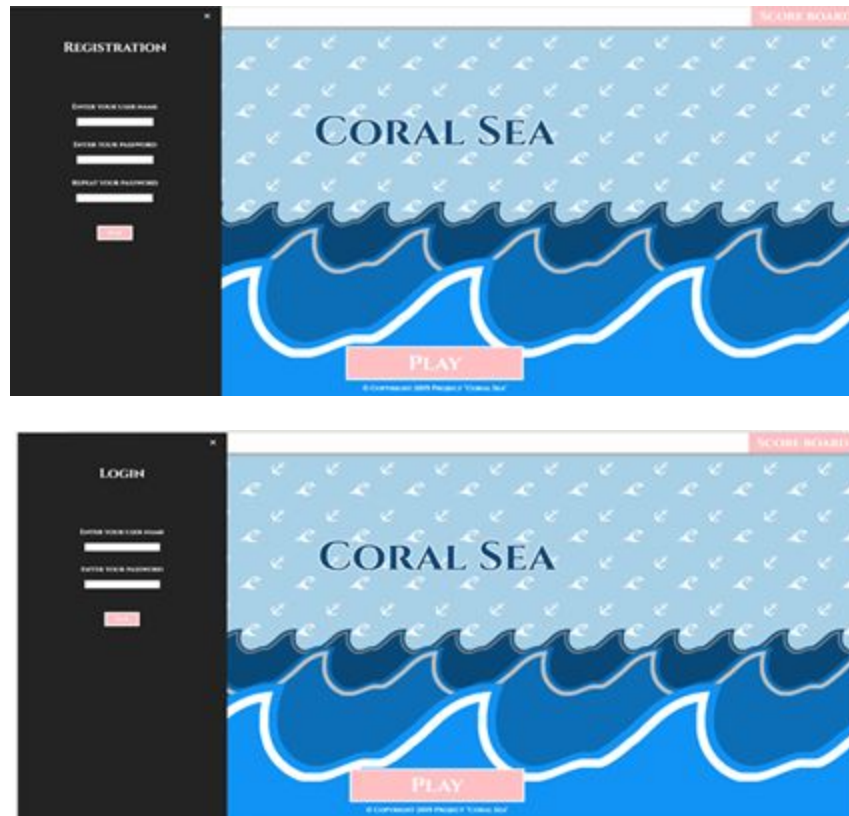 ×
SCORE BOARD
REGISTRATION
ENTER YOUR USER NAME
CORAL SEA
ENTER YOUR PASSWORD
REPEAT YOUR PASSWORD
PLAY
© COPYRIGHT 2019 PROJECT "CORAL SEA"
×
SCORE BOARD
LOGIN
ENTER YOUR USER NAME
CORAL SEA
ENTER YOUR PASSWORD
PLAY
© COPYRIGHT 2019 PROJECT "CORAL SEA"